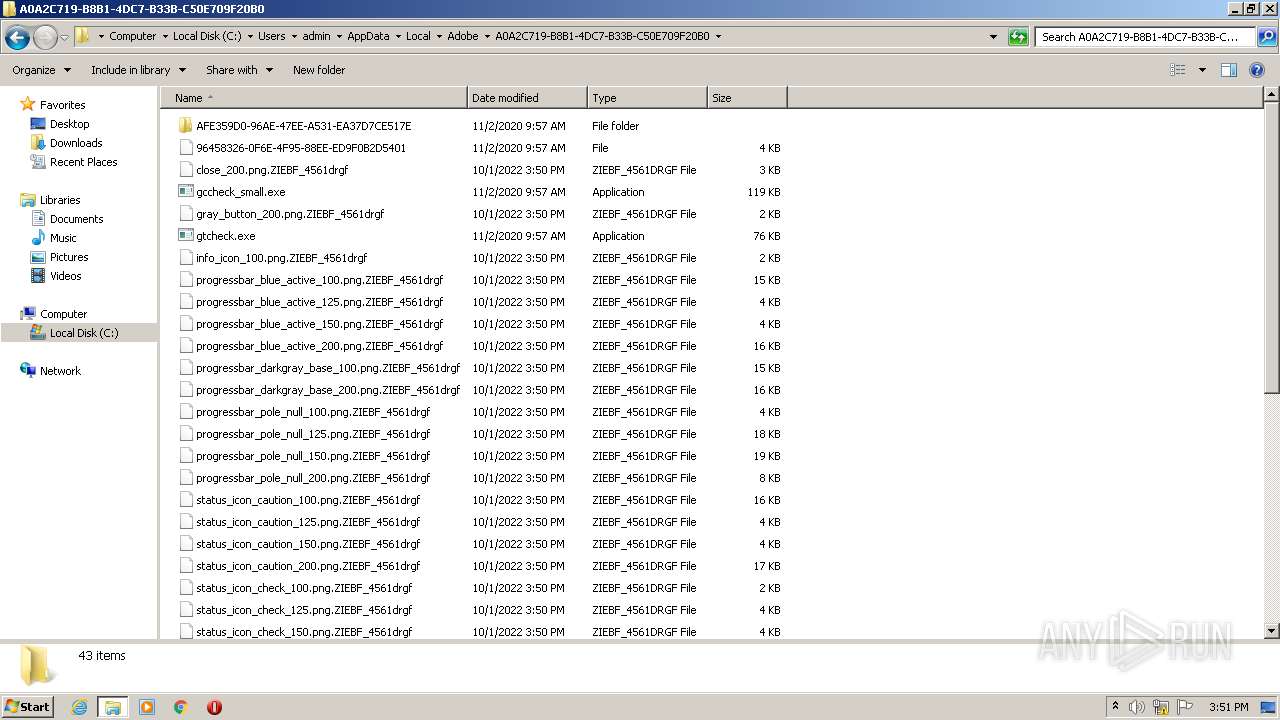 A0A2C719-B8B1-4DC7-B33B-C50E709F20B0
Computer Local Disk (C:) Users admin AppData Local Adobe A0A2C719-B8B1-4DC7-B33B-C50E709F20B0 Search A0A2C719-B8B1-4DC7-B33B-C...
Organize Include in library Share with New folder
Favorites
Desktop
Downloads
Recent Places
Libraries
Documents
Music
Pictures
Videos
Computer
Local Disk (C:)
Network
Name Date modified Type Size
AFE359D0-96AE-47EE-A531-EA37D7CE517E 11/2/2020 9:57 AM File folder
96458326-0F6E-4F95-88EE-ED9F0B2D5401 11/2/2020 9:57 AM File 4 KB
close_200.png.ZIEBF_4561drgf 10/1/2022 3:50 PM ZIEBF_4561DRGF File 3 KB
gccheck_small.exe 11/2/2020 9:57 AM Application 119 KB
gray_button_200.png.ZIEBF_4561drgf 10/1/2022 3:50 PM ZIEBF_4561DRGF File 2 KB
gtcheck.exe 11/2/2020 9:57 AM Application 76 KB
info_icon_100.png.ZIEBF_4561drgf 10/1/2022 3:50 PM ZIEBF_4561DRGF File 2 KB
progressbar_blue_active_100.png.ZIEBF_4561drgf 10/1/2022 3:50 PM ZIEBF_4561DRGF File 15 KB
progressbar_blue_active_125.png.ZIEBF_4561drgf 10/1/2022 3:50 PM ZIEBF_4561DRGF File 4 KB
progressbar_blue_active_150.png.ZIEBF_4561drgf 10/1/2022 3:50 PM ZIEBF_4561DRGF File 4 KB
progressbar_blue_active_200.png.ZIEBF_4561drgf 10/1/2022 3:50 PM ZIEBF_4561DRGF File 16 KB
progressbar_darkgray_base_100.png.ZIEBF_4561drgf 10/1/2022 3:50 PM ZIEBF_4561DRGF File 15 KB
progressbar_darkgray_base_200.png.ZIEBF_4561drgf 10/1/2022 3:50 PM ZIEBF_4561DRGF File 16 KB
progressbar_pole_null_100.png.ZIEBF_4561drgf 10/1/2022 3:50 PM ZIEBF_4561DRGF File 4 KB
progressbar_pole_null_125.png.ZIEBF_4561drgf 10/1/2022 3:50 PM ZIEBF_4561DRGF File 18 KB
progressbar_pole_null_150.png.ZIEBF_4561drgf 10/1/2022 3:50 PM ZIEBF_4561DRGF File 19 KB
progressbar_pole_null_200.png.ZIEBF_4561drgf 10/1/2022 3:50 PM ZIEBF_4561DRGF File 8 KB
status_icon_caution_100.png.ZIEBF_4561drgf 10/1/2022 3:50 PM ZIEBF_4561DRGF File 16 KB
status_icon_caution_125.png.ZIEBF_4561drgf 10/1/2022 3:50 PM ZIEBF_4561DRGF File 4 KB
status_icon_caution_150.png.ZIEBF_4561drgf 10/1/2022 3:50 PM ZIEBF_4561DRGF File 4 KB
status_icon_caution_200.png.ZIEBF_4561drgf 10/1/2022 3:50 PM ZIEBF_4561DRGF File 17 KB
status_icon_check_100.png.ZIEBF_4561drgf 10/1/2022 3:50 PM ZIEBF_4561DRGF File 2 KB
status_icon_check_125.png.ZIEBF_4561drgf 10/1/2022 3:50 PM ZIEBF_4561DRGF File 4 KB
status_icon_check_150.png.ZIEBF_4561drgf 10/1/2022 3:50 PM ZIEBF_4561DRGF File 4 KB
43 items
ANY RUN
Start 3:51 PM